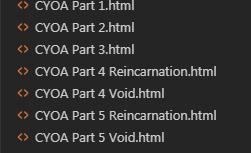 CYOA Part 1.html
CYOA Part 2.html
CYOA Part 3.html
CYOA Part 4 Reincarnation.html
CYOA Part 4 Void.html
CYOA Part 5 Reincarnation.html
CYOA Part 5 Void.html